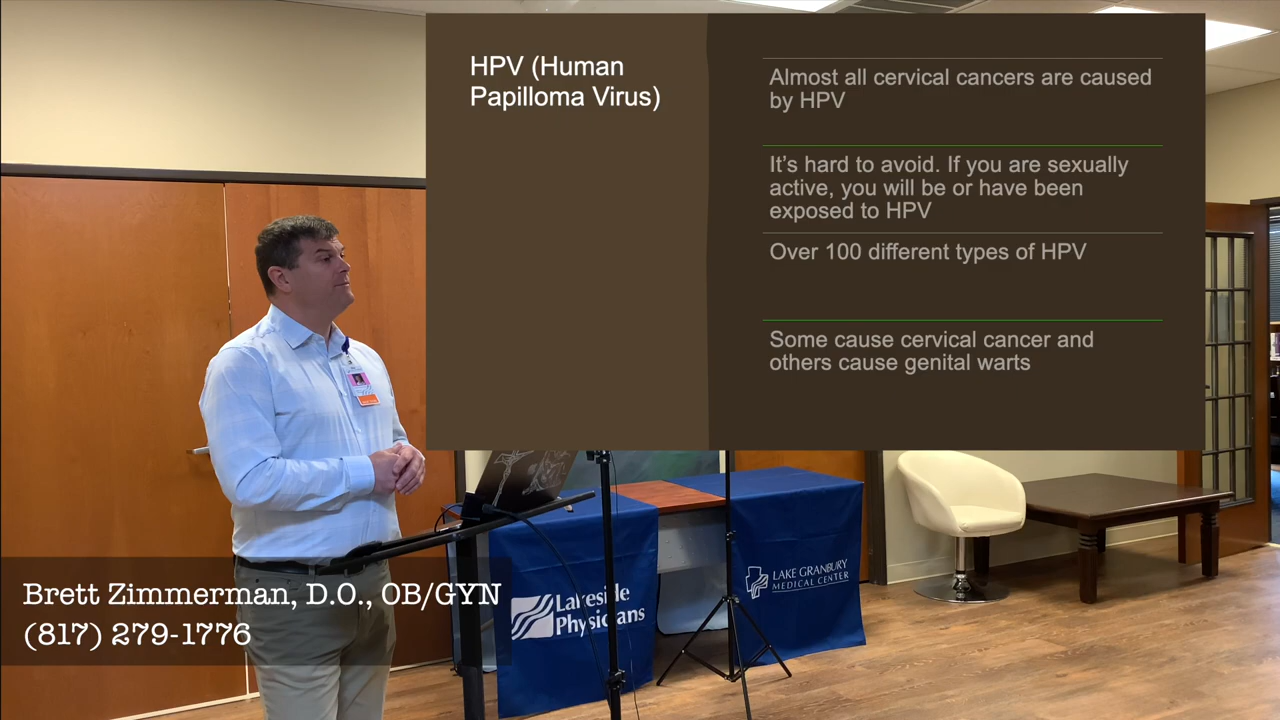 HPV (Human
Papilloma Virus)
Almost all cervical cancers are caused
by HPV
It’s hard to avoid. If you are sexually
active, you will be or have been
exposed to HPV
Over 100 different types of HPV
Some cause cervical cancer and
others cause genital warts
Brett Zimmerman, D.O., OB/GYN
(817) 279-1776
Lakeside
Physicians
LAKE GRANBURY
MEDICAL CENTER